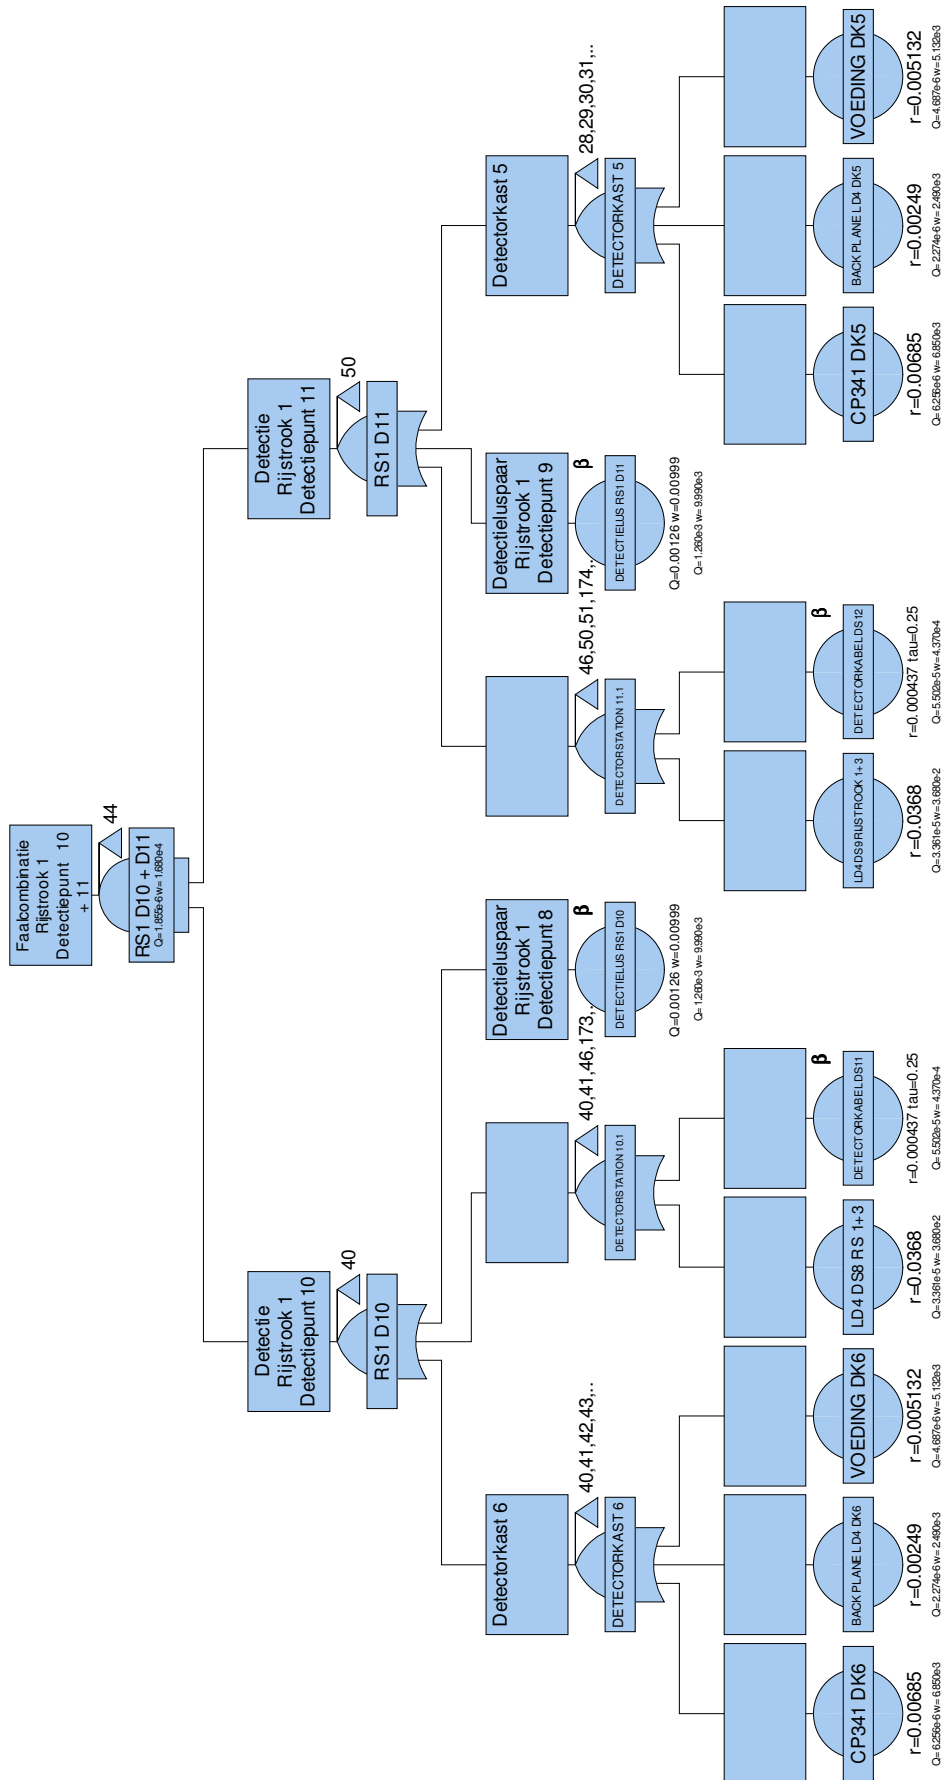 Faalcombinatie
Rijstrook 1
Detectiepunt 10
+ 11
44
RS1 D10 + D11
Q=1.855e-6 w=1.680e-4
Detectie
Rijstrook 1
Detectiepunt 10
40
RS1 D10
Detectie
Rijstrook 1
Detectiepunt 11
50
RS1 D11
Detectorkast 6
40,41,42,43,..
DETECTORKAST 6
40,41,46,173,..
DETECTORSTATION 10.1
Detectieluspaar
Rijstrook 1
Detectiepunt 8
β
DETECTIELUS RS1 D10
Q=0.00126 w=0.00999
Q=1.260e-3 w=9.990e-3
46,50,51,174,..
DETECTORSTATION 11.1
Detectieluspaar
Rijstrook 1
Detectiepunt 9
β
DETECTIELUS RS1 D11
Q=0.00126 w=0.00999
Q=1.260e-3 w=9.990e-3
Detectorkast 5
28,29,30,31,..
DETECTORKAST 5
CP341 DK6
r=0.00685
Q=6.256e-6 w=6.850e-3
BACKPLANE LD4 DK6
r=0.00249
Q=2.274e-6 w=2.490e-3
VOEDING DK6
r=0.005132
Q=4.687e-6 w=5.132e-3
LD4 DS8 RS 1+3
r=0.0368
Q=3.361e-5 w=3.680e-2
β
DETECTORKABEL DS11
r=0.000437 tau=0.25
Q=5.502e-5 w=4.370e-4
LD4 DS9 RIJSTROOK 1+3
r=0.0368
Q=3.361e-5 w=3.680e-2
β
DETECTORKABEL DS12
r=0.000437 tau=0.25
Q=5.502e-5 w=4.370e-4
CP341 DK5
r=0.00685
Q=6.256e-6 w=6.850e-3
BACKPLANE LD4 DK5
r=0.00249
Q=2.274e-6 w=2.490e-3
VOEDING DK5
r=0.005132
Q=4.687e-6 w=5.132e-3